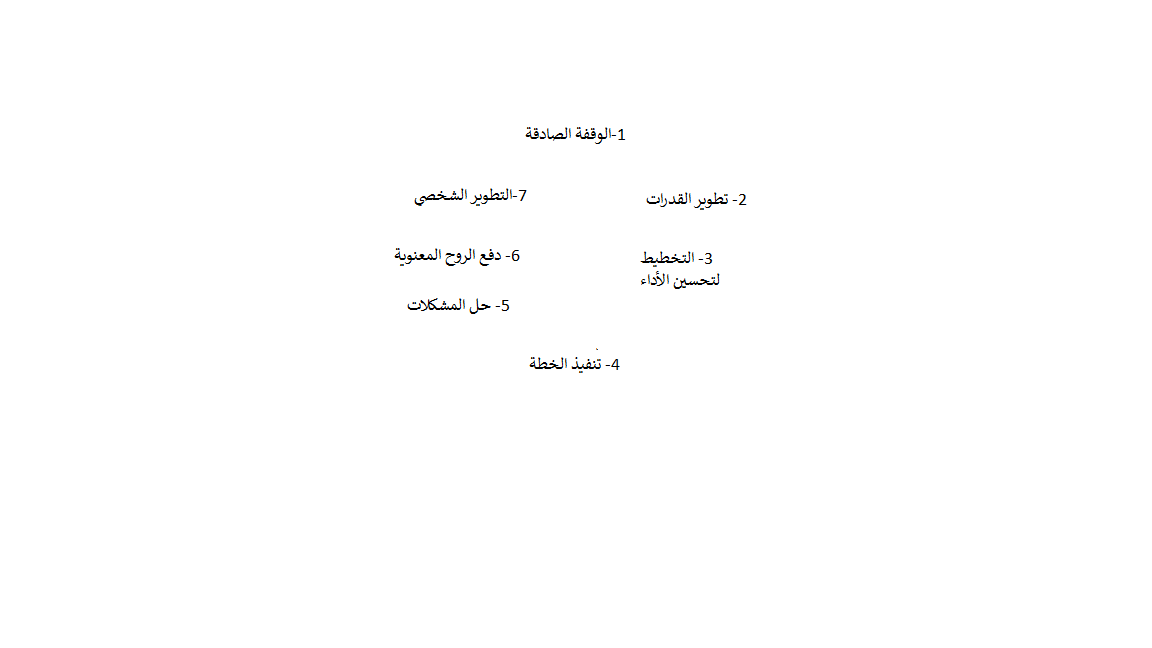 1-الوقفة الصادقة
2- تطوير القدرات
3- التخطيط
لتحسين الأداء
4- تنفيذ الخطة
5- حل المشكلات
6- دفع الروح المعنوية
7-التطوير الشخصي